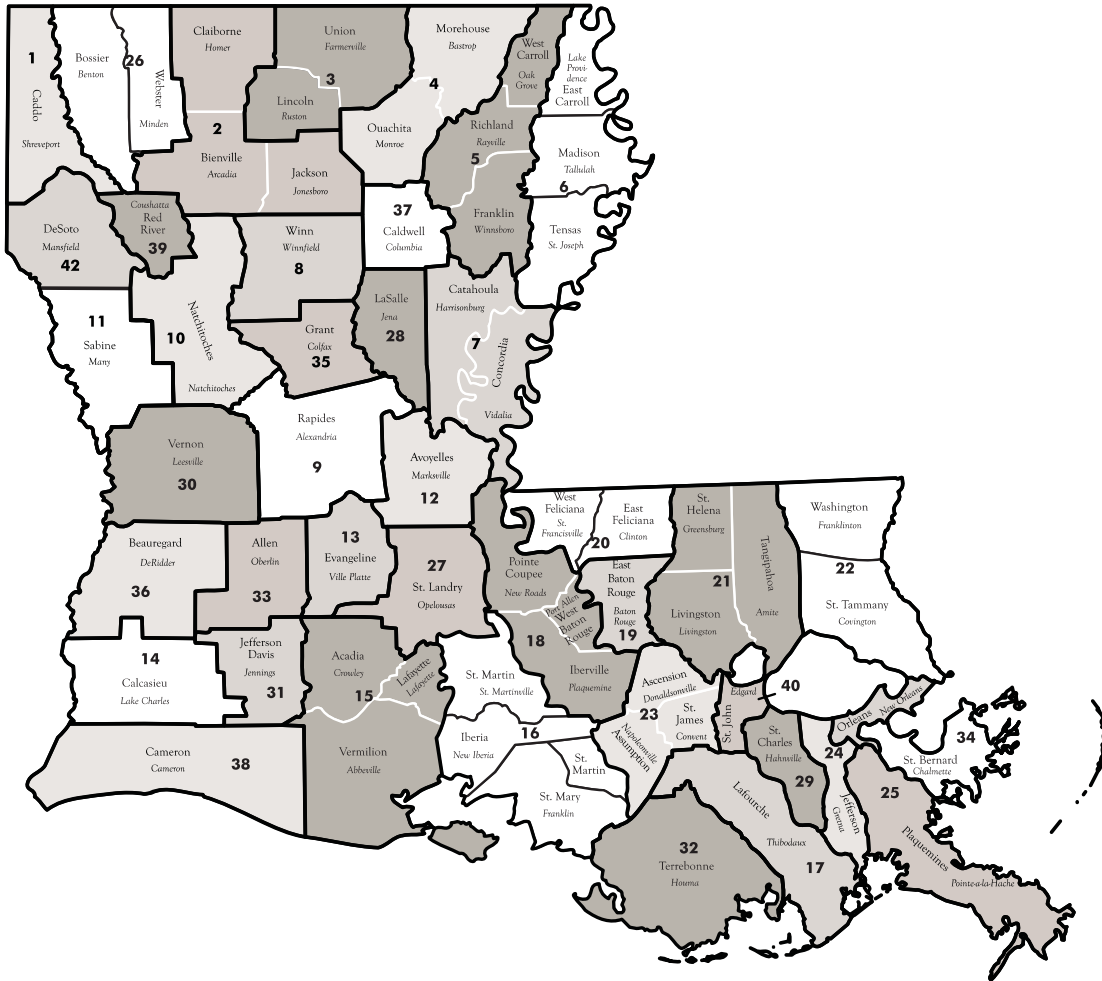 1
Caddo
Shreveport
Bossier
Benton
26
Webster
Minden
Claiborne
Homer
2
Bienville
Arcadia
Jackson
Jonesboro
Union
Farmerville
3
Lincoln
Ruston
Morehouse
Bastrop
4
Ouachita
Monroe
West
Carroll
Oak
Grove
Richland
Rayville
5
Franklin
Winnsboro
Lake
Provi-
dence
East
Carroll
Madison
Tallulah
6
Tensas
St. Joseph
DeSoto
Mansfield
42
Coushatta
Red
River
39
Winn
Winnfield
8
37
Caldwell
Columbia
11
Sabine
Many
10
Natchitoches
Natchitoches
Grant
Colfax
35
LaSalle
Jena
28
Catahoula
Harrisonburg
7
Concordia
Vidalia
Vernon
Leesville
30
Rapides
Alexandria
9
Avoyelles
Marksville
12
Beauregard
DeRidder
36
Allen
Oberlin
33
13
Evangeline
Ville Platte
27
St. Landry
Opelousas
Pointe
Coupee
New Roads
Port Allen
West
Baton
Rouge
18
Iberville
Plaquemine
West
Feliciana
St.
Francisville
East
Feliciana
Clinton
20
East
Baton
Rouge
Baton
Rouge
19
St.
Helena
Greensburg
21
Livingston
Livingston
Tangipahoa
Amite
Washington
Franklinton
22
St. Tammany
Covington
14
Calcasieu
Lake Charles
Jefferson
Davis
Jennings
31
Acadia
Crowley
15
Lafayette
Lafayette
Vermilion
Abbeville
Cameron
Cameron
38
St. Martin
St. Martinville
Iberia
New Iberia
16
St.
Martin
St. Mary
Franklin
Ascension
Donaldsonville
23
St.
James
Convent
Napoleonville
Assumption
Edgard
St. John
40
St.
Charles
Hahnville
29
Orleans
New Orleans
24
Jefferson
Gretna
34
St. Bernard
Chalmette
25
Plaquemines
Pointe-a-la-Hache
Lafourche
Thibodaux
17
32
Terrebonne
Houma